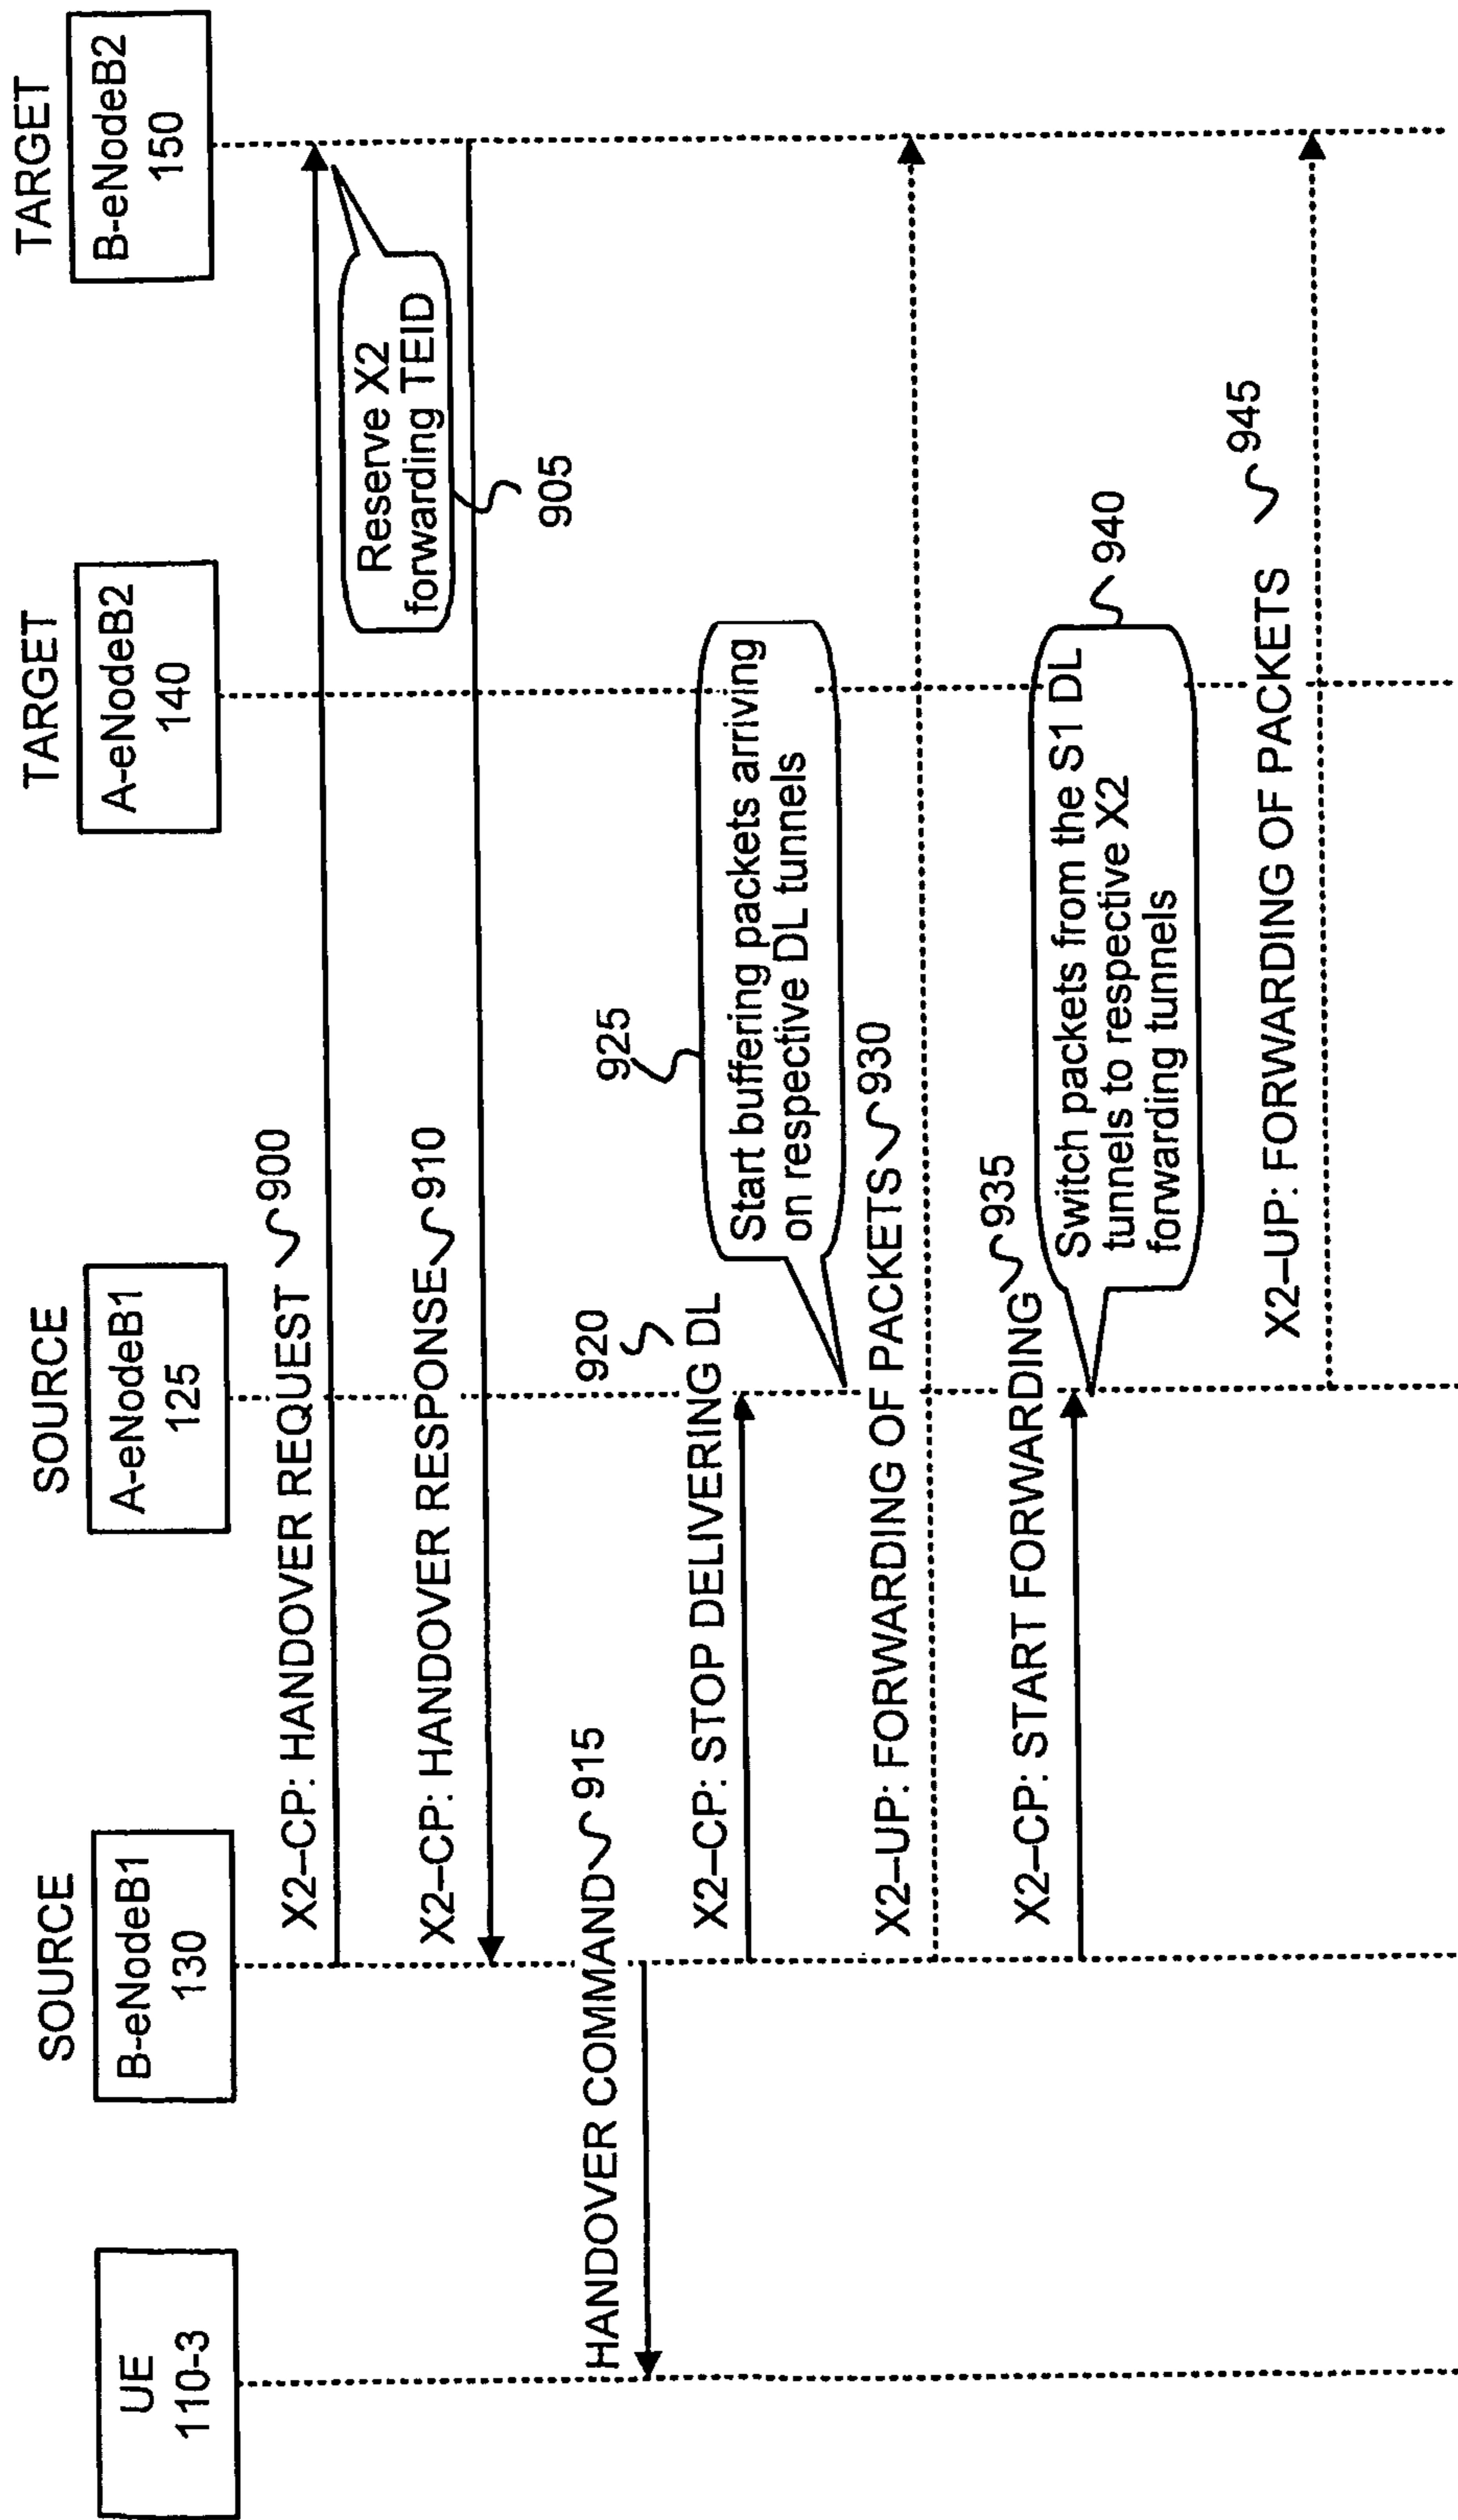 UE
110-3
SOURCE
B-eNodeB1
130
SOURCE
A-eNodeB1
125
TARGET
A-eNodeB2
140
TARGET
B-eNodeB2
150
X2–CP: HANDOVER REQUEST 900
Reserve X2
forwarding TEID
905
X2–CP: HANDOVER RESPONSE 910
HANDOVER COMMAND 915
920
X2–CP: STOP DELIVERING DL
925
Start buffering packets arriving
on respective DL tunnels
X2–UP: FORWARDING OF PACKETS 930
X2–CP: START FORWARDING 935
Switch packets from the S1 DL
tunnels to respective X2
forwarding tunnels
940
X2–UP: FORWARDING OF PACKETS 945